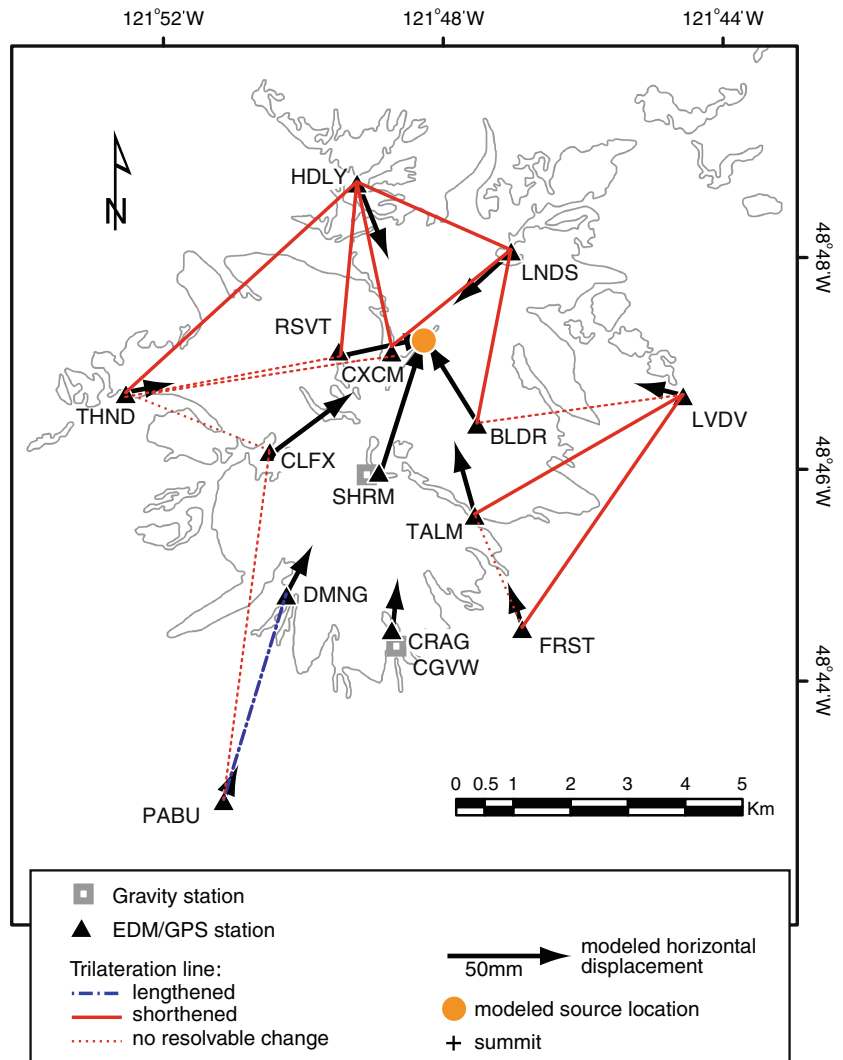 121°52'W 121°48'W 121°44'W
N
HDLY
48°48'W
LNDS
RSVT
CXCM
THND
LVDV
BLDR
CLFX
48°46'W
SHRM
TALM
DMNG
CRAG
CGVW
FRST
48°44'W
0 0.5 1 2 3 4 5
Km
PABU
Gravity station
EDM/GPS station
Trilateration line:
lengthened
shortened
no resolvable change
50mm
modeled horizontal
displacement
modeled source location
summit